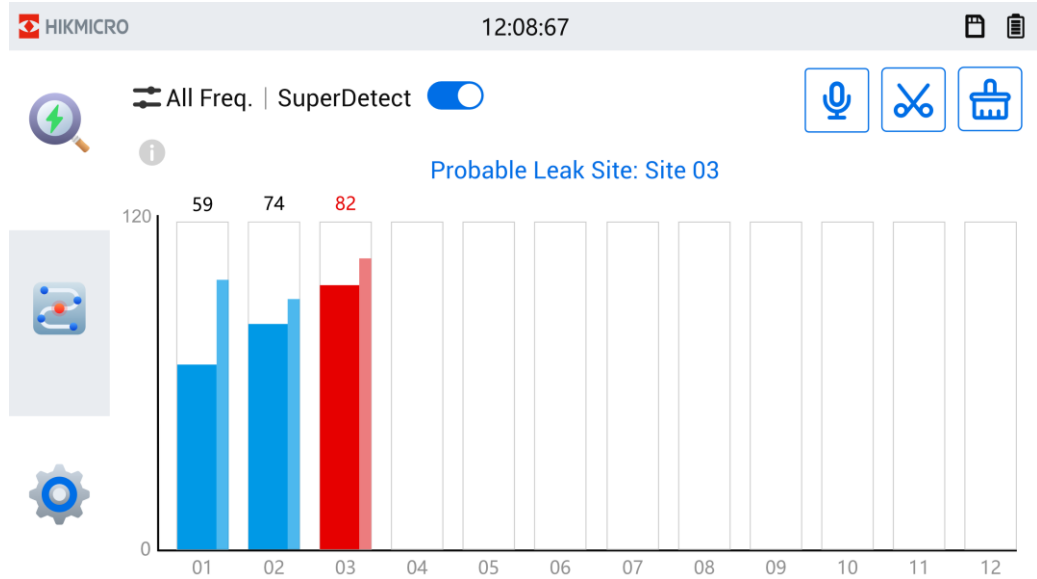 HIKMICRO 12:08:67
All Freq. | SuperDetect
i
Probable Leak Site: Site 03
120 59 74 82
0
01 02 03 04 05 06 07 08 09 10 11 12